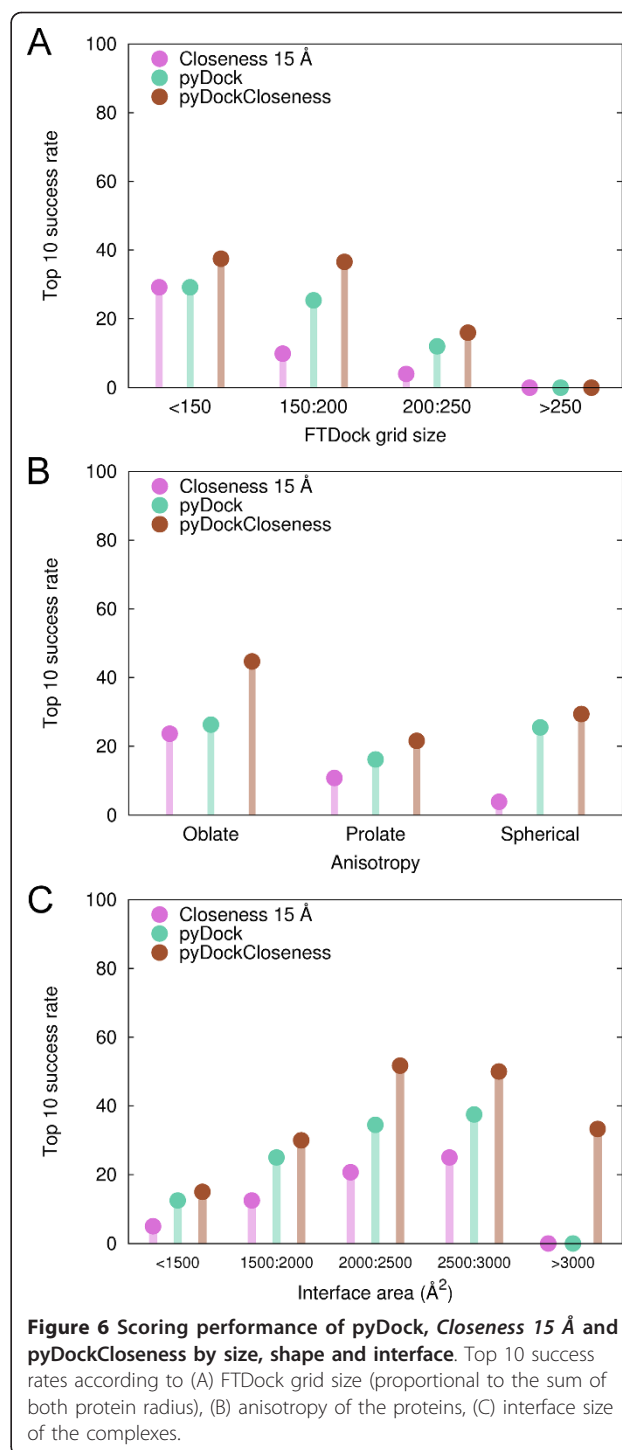 A
100
80
60
40
20
0
Top 10 success rate
Closeness 15 Å
pyDock
pyDockCloseness
<150
150:200
200:250
>250
FTDock grid size
B
100
80
60
40
20
0
Top 10 success rate
Closeness 15 Å
pyDock
pyDockCloseness
Oblate
Prolate
Spherical
Anisotropy
C
100
80
60
40
20
0
Top 10 success rate
Closeness 15 Å
pyDock
pyDockCloseness
<1500
1500:2000
2000:2500
2500:3000
>3000
Interface area (Å²)
Figure 6 Scoring performance of pyDock, Closeness 15 Å and
pyDockCloseness by size, shape and interface. Top 10 success
rates according to (A) FTDock grid size (proportional to the sum of
both protein radius), (B) anisotropy of the proteins, (C) interface size
of the complexes.